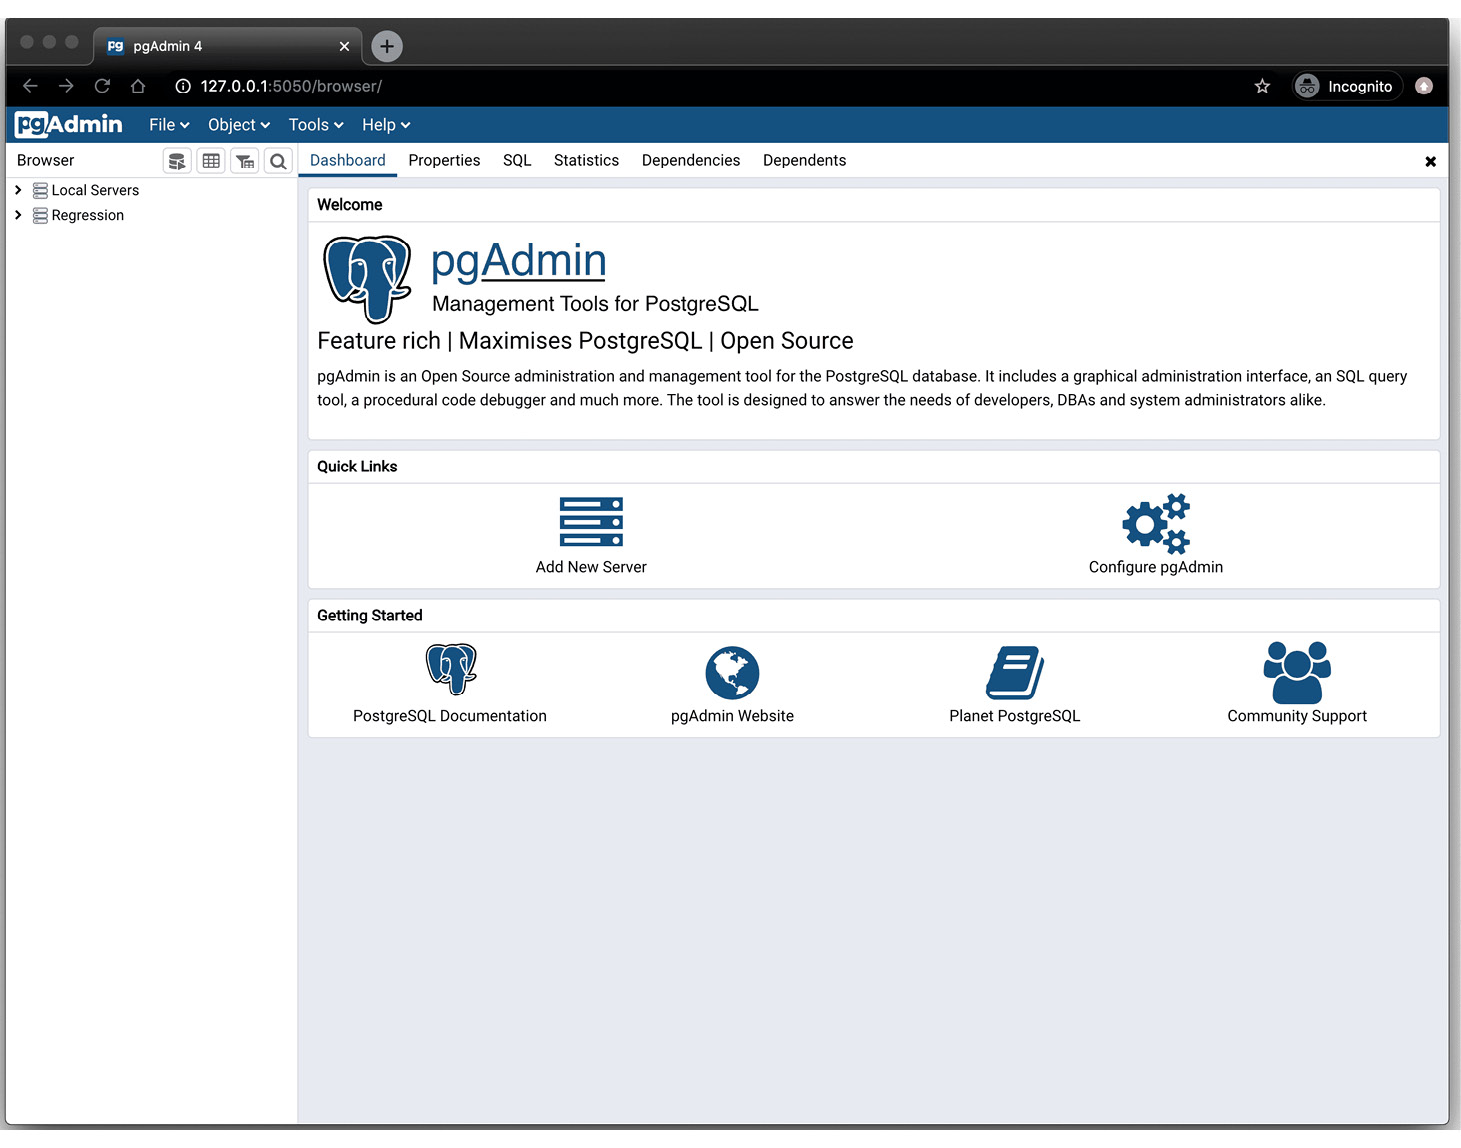 Pg pgAdmin 4
127.0.0.1:5050/browser/
Incognito
pgAdmin File Object Tools Help
Browser
Dashboard Properties SQL Statistics Dependencies Dependents
Local Servers
Regression
Welcome
pgAdmin
Management Tools for PostgreSQL
Feature rich | Maximises PostgreSQL | Open Source
pgAdmin is an Open Source administration and management tool for the PostgreSQL database. It includes a graphical administration interface, an SQL query
tool, a procedural code debugger and much more. The tool is designed to answer the needs of developers, DBAs and system administrators alike.
Quick Links
Add New Server
Configure pgAdmin
Getting Started
PostgreSQL Documentation
pgAdmin Website
Planet PostgreSQL
Community Support